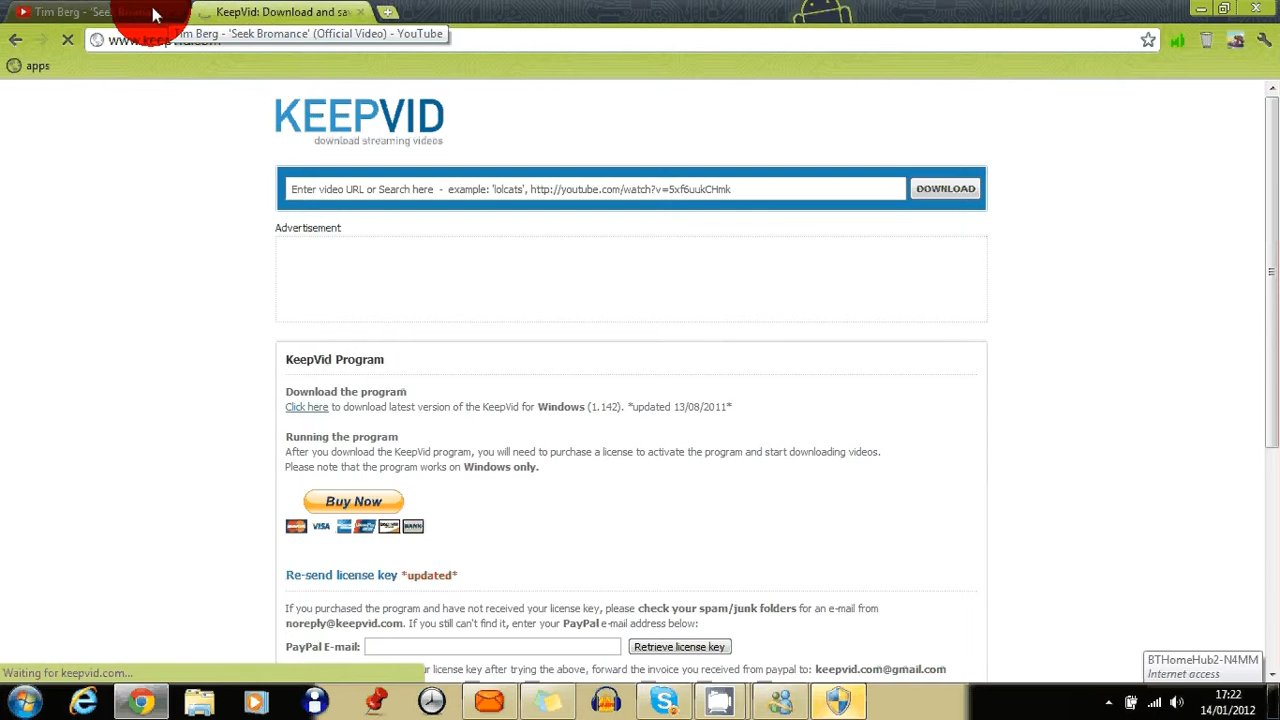 Tim Berg - 'Seek Bromance'
KeepVid: Download and sa
Tim Berg - 'Seek Bromance' (Official Video) - YouTube
www.keepvid.com
apps
KEEPVID
download streaming videos
Enter video URL or Search here - example: 'lolcats', http://youtube.com/watch?v=5xf6uukCHmk
DOWNLOAD
Advertisement
KeepVid Program
Download the program
Click here to download latest version of the KeepVid for Windows (1.142). *updated 13/08/2011*
Running the program
After you download the KeepVid program, you will need to purchase a license to activate the program and start downloading videos.
Please note that the program works on Windows only.
Buy Now
VISA
Re-send license key *updated*
If you purchased the program and have not received your license key, please check your spam/junk folders for an e-mail from
noreply@keepvid.com. If you still can't find it, enter your PayPal e-mail address below:
PayPal E-mail:
Retrieve license key
ur license key after trying the above, forward the invoice you received from paypal to: keepvid.com@gmail.com
Waiting for keepvid.com...
BTHomeHub2-N4MM
Internet access
17:22
14/01/2012